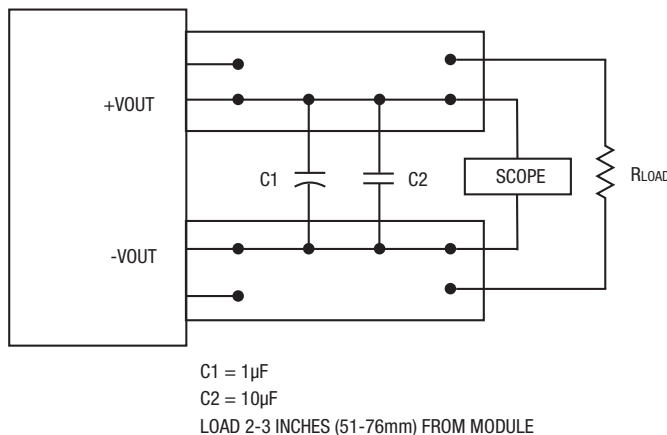 +VOUT
C1
C2
SCOPE
RLOAD
-VOUT
C1 = 1µF
C2 = 10µF
LOAD 2-3 INCHES (51-76mm) FROM MODULE